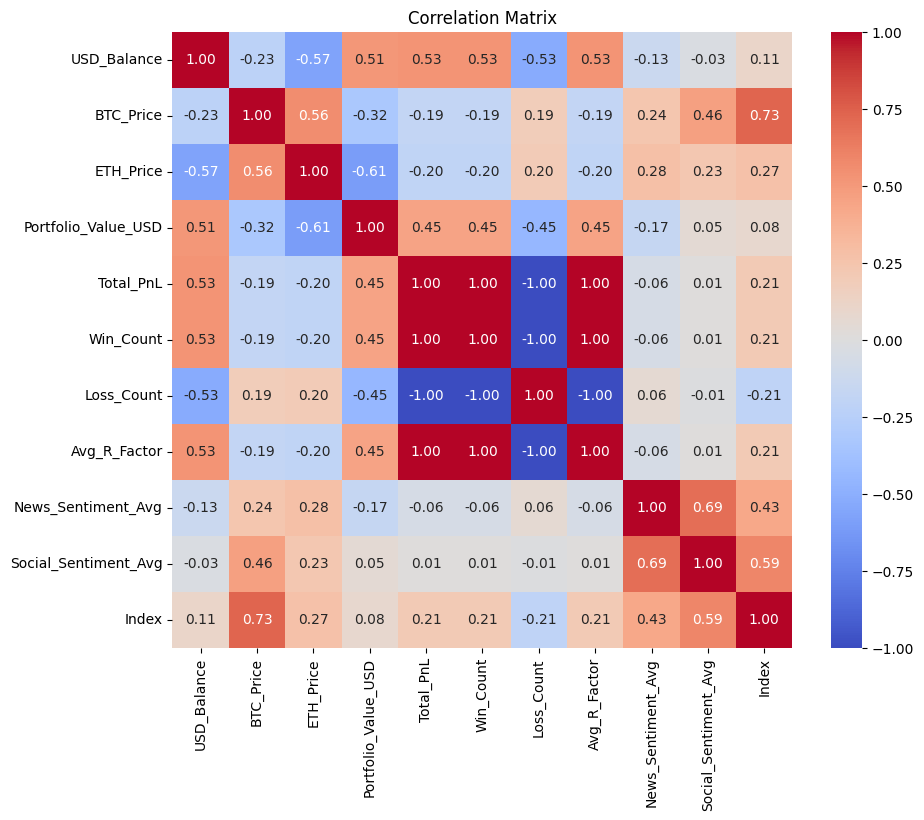 Correlation Matrix
USD_Balance 1.00 -0.23 -0.57 0.51 0.53 0.53 -0.53 0.53 -0.13 -0.03 0.11
BTC_Price -0.23 1.00 0.56 -0.32 -0.19 -0.19 0.19 -0.19 0.24 0.46 0.73
ETH_Price -0.57 0.56 1.00 -0.61 -0.20 -0.20 0.20 -0.20 0.28 0.23 0.27
Portfolio_Value_USD 0.51 -0.32 -0.61 1.00 0.45 0.45 -0.45 0.45 -0.17 0.05 0.08
Total_PnL 0.53 -0.19 -0.20 0.45 1.00 1.00 -1.00 1.00 -0.06 0.01 0.21
Win_Count 0.53 -0.19 -0.20 0.45 1.00 1.00 -1.00 1.00 -0.06 0.01 0.21
Loss_Count -0.53 0.19 0.20 -0.45 -1.00 -1.00 1.00 -1.00 0.06 -0.01 -0.21
Avg_R_Factor 0.53 -0.19 -0.20 0.45 1.00 1.00 -1.00 1.00 -0.06 0.01 0.21
News_Sentiment_Avg -0.13 0.24 0.28 -0.17 -0.06 -0.06 0.06 -0.06 1.00 0.69 0.43
Social_Sentiment_Avg -0.03 0.46 0.23 0.05 0.01 0.01 -0.01 0.01 0.69 1.00 0.59
Index 0.11 0.73 0.27 0.08 0.21 0.21 -0.21 0.21 0.43 0.59 1.00
USD_Balance
BTC_Price
ETH_Price
Portfolio_Value_USD
Total_PnL
Win_Count
Loss_Count
Avg_R_Factor
News_Sentiment_Avg
Social_Sentiment_Avg
Index
1.00
0.75
0.50
0.25
0.00
−0.25
−0.50
−0.75
−1.00